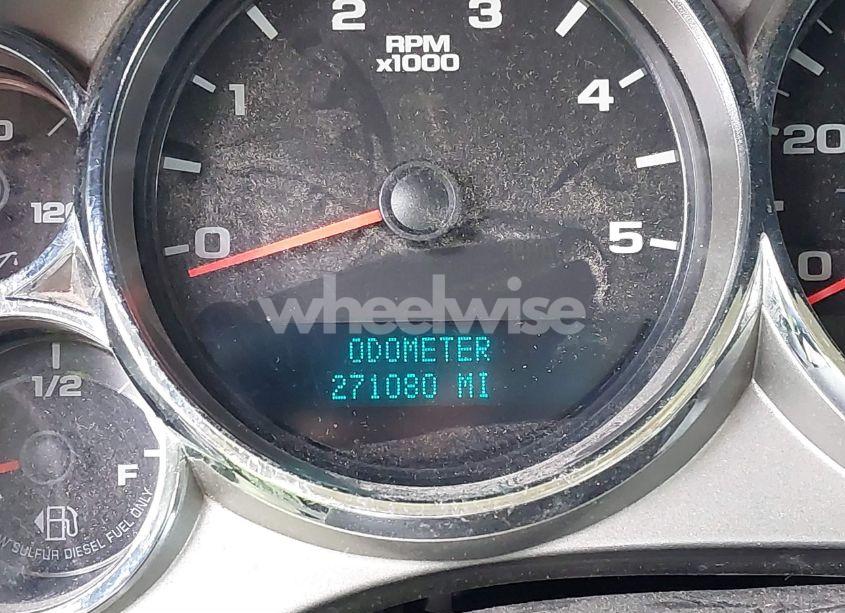 2
3
RPM
x1000
1
4
20
120
0
5
0
wheelwise
ODOMETER
271080 MI
1/2
F
SULFUR DIESEL FUEL ONLY